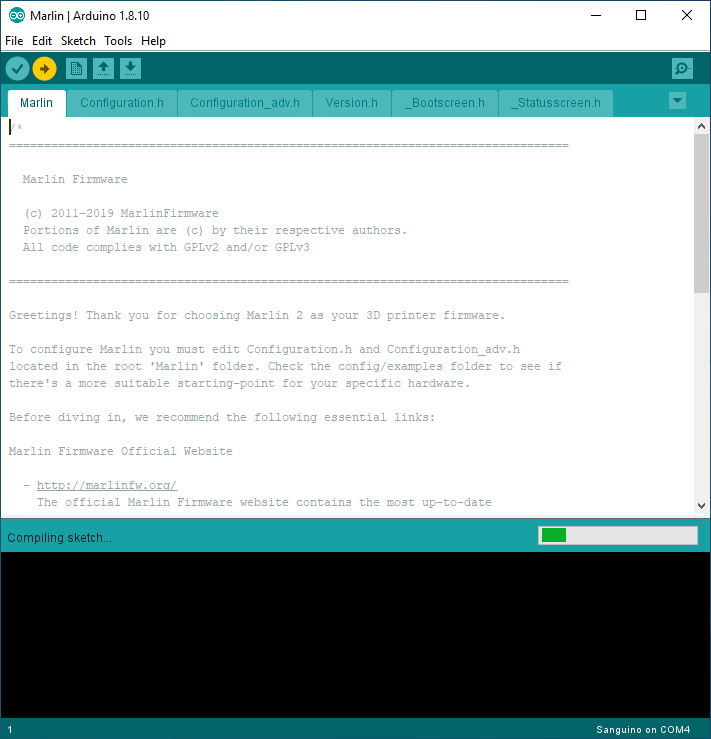 Marlin | Arduino 1.8.10
File Edit Sketch Tools Help
Marlin Configuration.h Configuration_adv.h Version.h _Bootscreen.h _Statusscreen.h
/*
================================================================================
Marlin Firmware
(c) 2011-2019 MarlinFirmware
Portions of Marlin are (c) by their respective authors.
All code complies with GPLv2 and/or GPLv3
================================================================================
Greetings! Thank you for choosing Marlin 2 as your 3D printer firmware.
To configure Marlin you must edit Configuration.h and Configuration_adv.h
located in the root 'Marlin' folder. Check the config/examples folder to see if
there's a more suitable starting-point for your specific hardware.
Before diving in, we recommend the following essential links:
Marlin Firmware Official Website
- http://marlinfw.org/
The official Marlin Firmware website contains the most up-to-date
Compiling sketch...
1 Sanguino on COM4